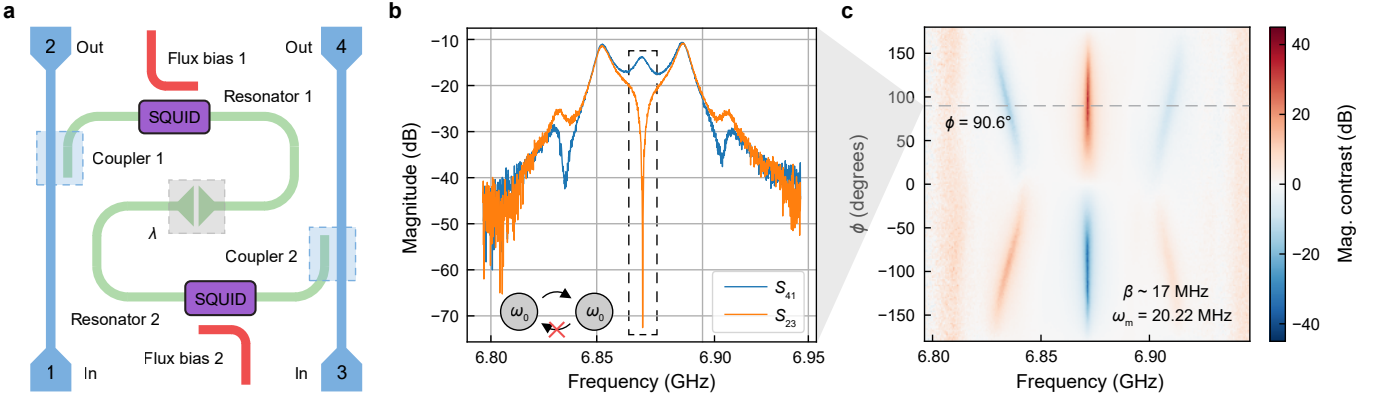 a
2
Out
Out
4
Flux bias 1
Resonator 1
SQUID
Coupler 1
λ
Coupler 2
SQUID
Resonator 2
Flux bias 2
1
In
In
3
b
Magnitude (dB)
−10
−20
−30
−40
−50
−60
−70
ω₀
ω₀
S₄₁
S₂₃
6.80
6.85
6.90
6.95
Frequency (GHz)
c
ϕ (degrees)
150
100
50
0
−50
−100
−150
ϕ = 90.6°
β ~ 17 MHz
ωₘ = 20.22 MHz
6.80
6.85
6.90
Frequency (GHz)
40
20
0
−20
−40
Mag. contrast (dB)